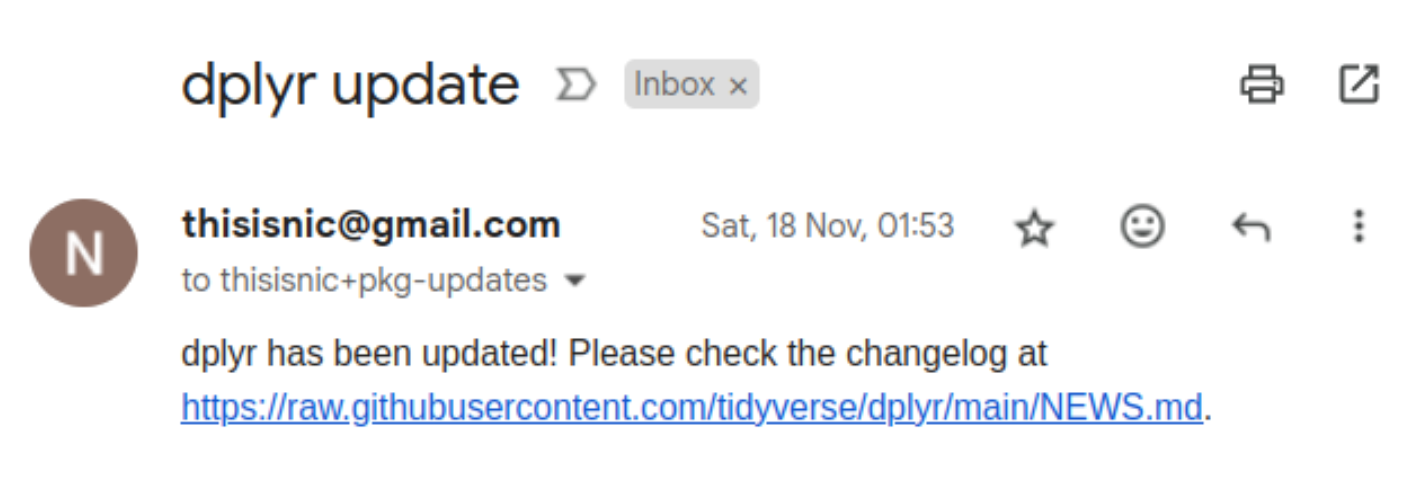 dplyr update Inbox ×
N
thisisnic@gmail.com Sat, 18 Nov, 01:53
to thisisnic+pkg-updates
dplyr has been updated! Please check the changelog at
https://raw.githubusercontent.com/tidyverse/dplyr/main/NEWS.md.